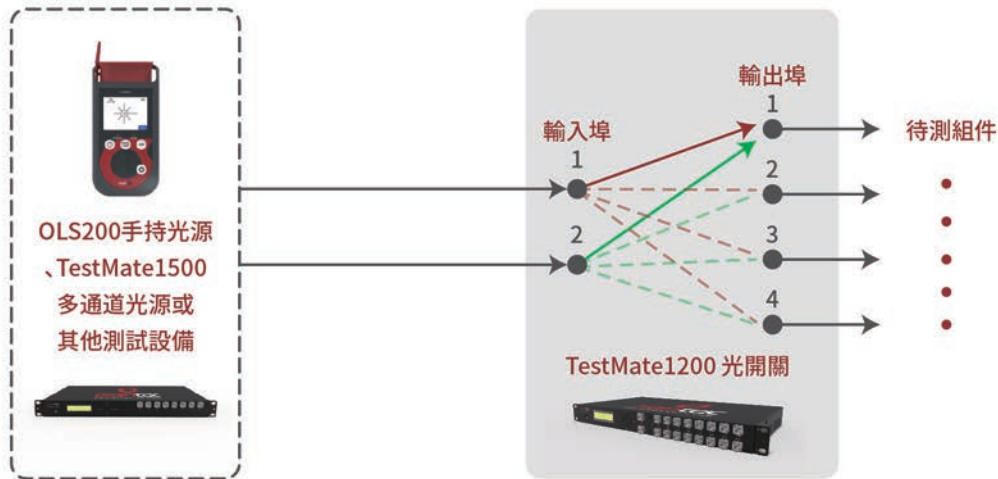 OLS200手持光源
、TestMate1500
多通道光源或
其他測試設備
輸入埠
1
2
輸出埠
1
2
3
4
待測組件
TestMate1200 光開關